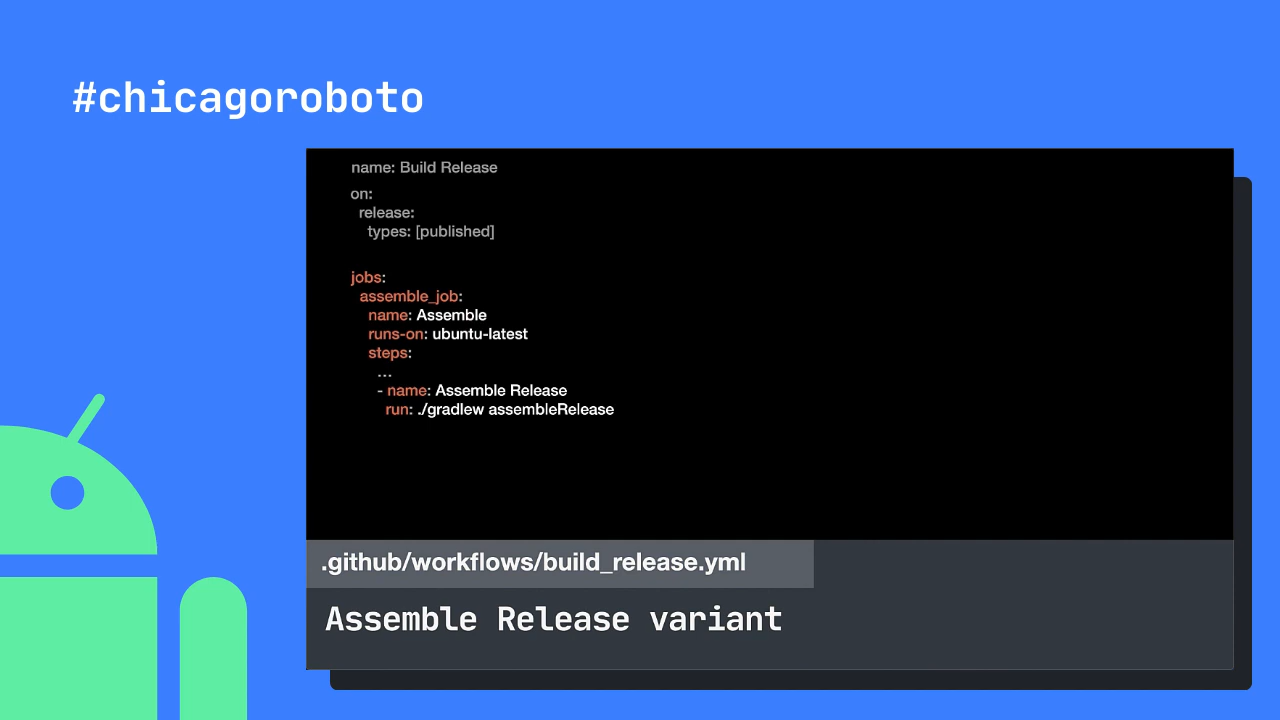 #chicagoroboto
name: Build Release
on:
release:
types: [published]
jobs:
assemble_job:
name: Assemble
runs-on: ubuntu-latest
steps:
...
- name: Assemble Release
run: ./gradlew assembleRelease
.github/workflows/build_release.yml
Assemble Release variant